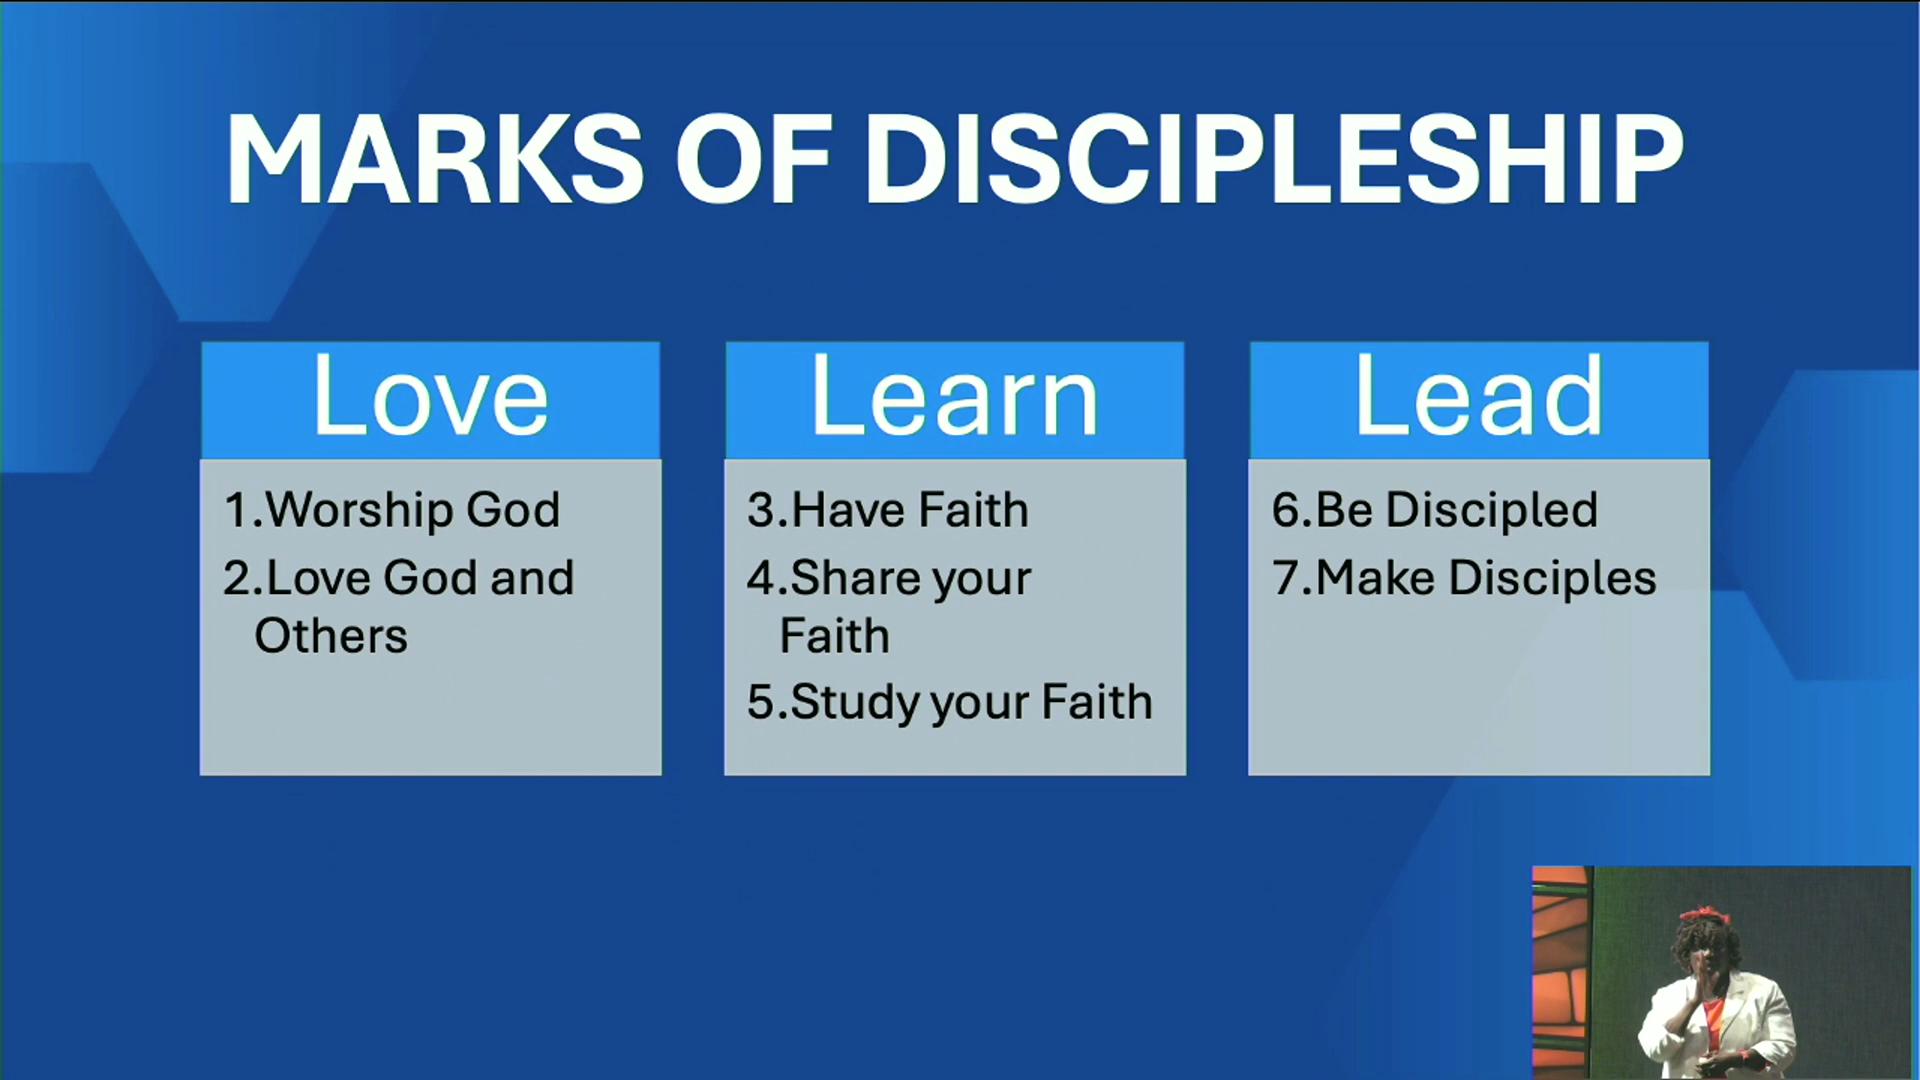 MARKS OF DISCIPLESHIP
Love
1.Worship God
2.Love God and
Others
Learn
3.Have Faith
4.Share your
Faith
5.Study your Faith
Lead
6.Be Discipled
7.Make Disciples